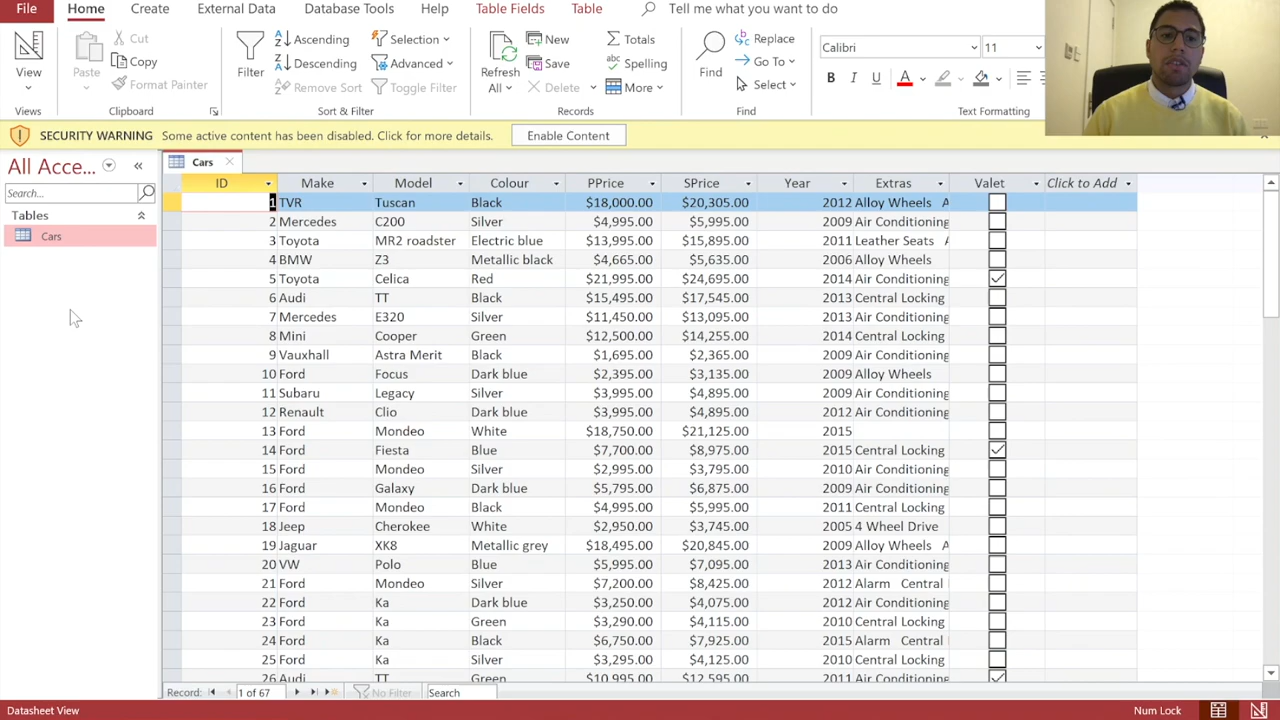 File Home Create External Data Database Tools Help Table Fields Table Tell me what you want to do
View Views
Paste Cut Copy Format Painter Clipboard
Filter Ascending Descending Remove Sort Selection Advanced Toggle Filter Sort & Filter
Refresh All New Save Delete Totals Spelling More Records
Find Replace Go To Select Find
Calibri 11 B I U A Text Formatting
SECURITY WARNING Some active content has been disabled. Click for more details. Enable Content
All Acce...
Search...
Tables
Cars
Cars
ID Make Model Colour PPrice SPrice Year Extras Valet Click to Add
1 TVR Tuscan Black $18,000.00 $20,305.00 2012 Alloy Wheels A
2 Mercedes C200 Silver $4,995.00 $5,995.00 2009 Air Conditioning
3 Toyota MR2 roadster Electric blue $13,995.00 $15,895.00 2011 Leather Seats A
4 BMW Z3 Metallic black $4,665.00 $5,635.00 2006 Alloy Wheels
5 Toyota Celica Red $21,995.00 $24,695.00 2014 Air Conditioning
6 Audi TT Black $15,495.00 $17,545.00 2013 Central Locking
7 Mercedes E320 Silver $11,450.00 $13,095.00 2013 Air Conditioning
8 Mini Cooper Green $12,500.00 $14,255.00 2014 Central Locking
9 Vauxhall Astra Merit Black $1,695.00 $2,365.00 2009 Air Conditioning
10 Ford Focus Dark blue $2,395.00 $3,135.00 2009 Alloy Wheels
11 Subaru Legacy Silver $3,995.00 $4,895.00 2009 Air Conditioning
12 Renault Clio Dark blue $3,995.00 $4,895.00 2012 Air Conditioning
13 Ford Mondeo White $18,750.00 $21,125.00 2015
14 Ford Fiesta Blue $7,700.00 $8,975.00 2015 Central Locking
15 Ford Mondeo Silver $2,995.00 $3,795.00 2010 Air Conditioning
16 Ford Galaxy Dark blue $5,795.00 $6,875.00 2009 Air Conditioning
17 Ford Mondeo Black $4,995.00 $5,995.00 2011 Central Locking
18 Jeep Cherokee White $2,950.00 $3,745.00 2005 4 Wheel Drive
19 Jaguar XK8 Metallic grey $18,495.00 $20,845.00 2009 Alloy Wheels A
20 VW Polo Blue $5,995.00 $7,095.00 2013 Air Conditioning
21 Ford Mondeo Silver $7,200.00 $8,425.00 2012 Alarm Central
22 Ford Ka Dark blue $3,250.00 $4,075.00 2012 Air Conditioning
23 Ford Ka Green $3,290.00 $4,115.00 2010 Central Locking
24 Ford Ka Black $6,750.00 $7,925.00 2015 Alarm Central
25 Ford Ka Silver $3,295.00 $4,125.00 2010 Central Locking
26 Audi TT Green $10,995.00 $12,595.00 2011 Air Conditioning
Record: 1 of 67 No Filter Search
Datasheet View Num Lock